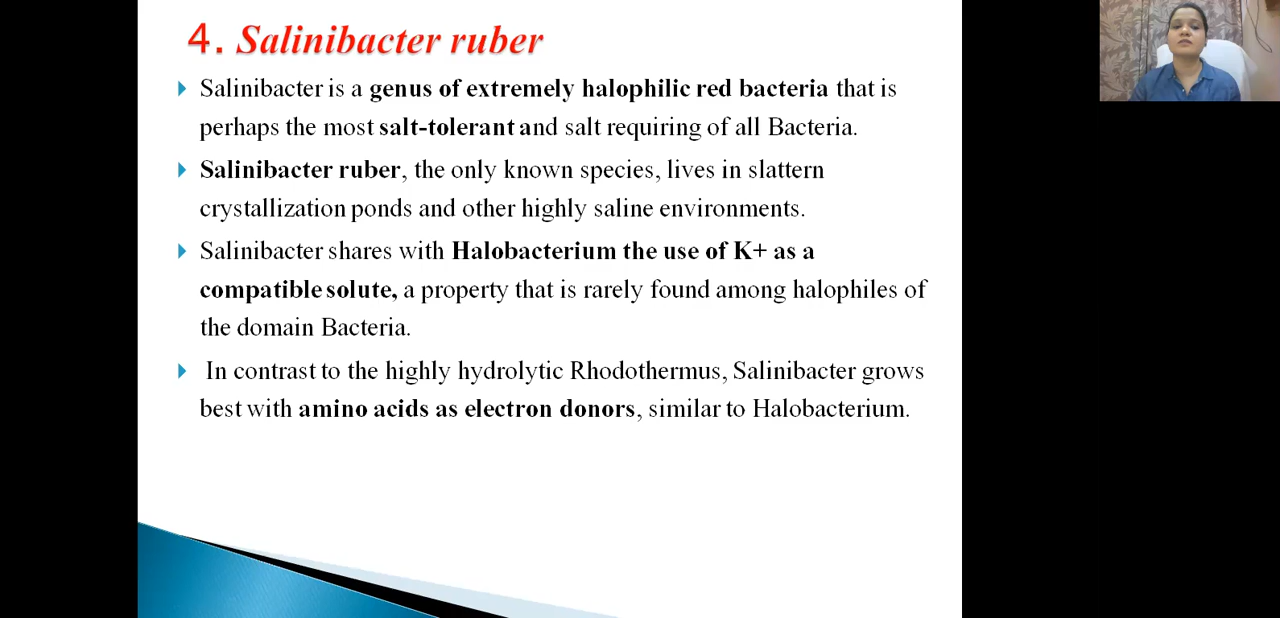 4. Salinibacter ruber
Salinibacter is a genus of extremely halophilic red bacteria that is
perhaps the most salt-tolerant and salt requiring of all Bacteria.
Salinibacter ruber, the only known species, lives in slattern
crystallization ponds and other highly saline environments.
Salinibacter shares with Halobacterium the use of K+ as a
compatible solute, a property that is rarely found among halophiles of
the domain Bacteria.
In contrast to the highly hydrolytic Rhodothermus, Salinibacter grows
best with amino acids as electron donors, similar to Halobacterium.